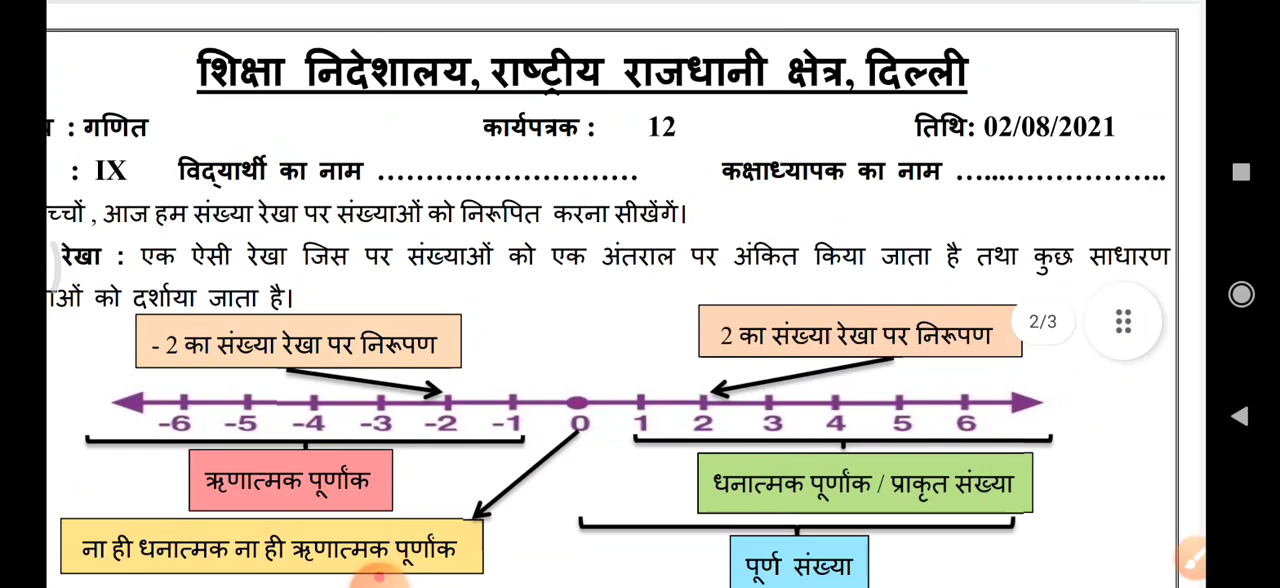 शिक्षा निदेशालय, राष्ट्रीय राजधानी क्षेत्र, दिल्ली
: गणित कार्यपत्रक : 12 तिथि: 02/08/2021
: IX विद्यार्थी का नाम ……………………… कक्षाध्यापक का नाम …...……………..
च्चों , आज हम संख्या रेखा पर संख्याओं को निरूपित करना सीखेंगें।
रेखा : एक ऐसी रेखा जिस पर संख्याओं को एक अंतराल पर अंकित किया जाता है तथा कुछ साधारण
ओं को दर्शाया जाता है।
- 2 का संख्या रेखा पर निरूपण
2 का संख्या रेखा पर निरूपण
2/3
-6 -5 -4 -3 -2 -1 0 1 2 3 4 5 6
ऋणात्मक पूर्णांक
धनात्मक पूर्णांक / प्राकृत संख्या
ना ही धनात्मक ना ही ऋणात्मक पूर्णांक
पूर्ण संख्या